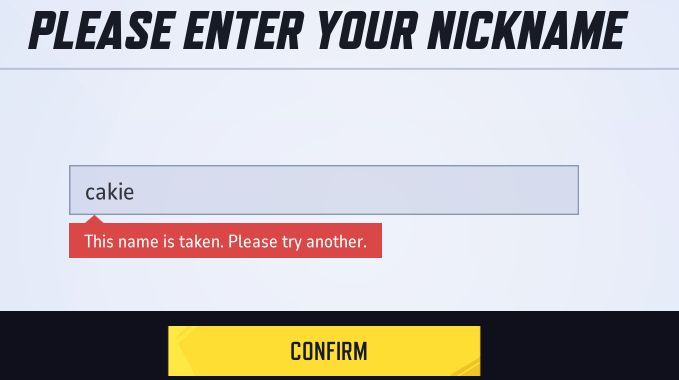 PLEASE ENTER YOUR NICKNAME
cakie
This name is taken. Please try another.
CONFIRM